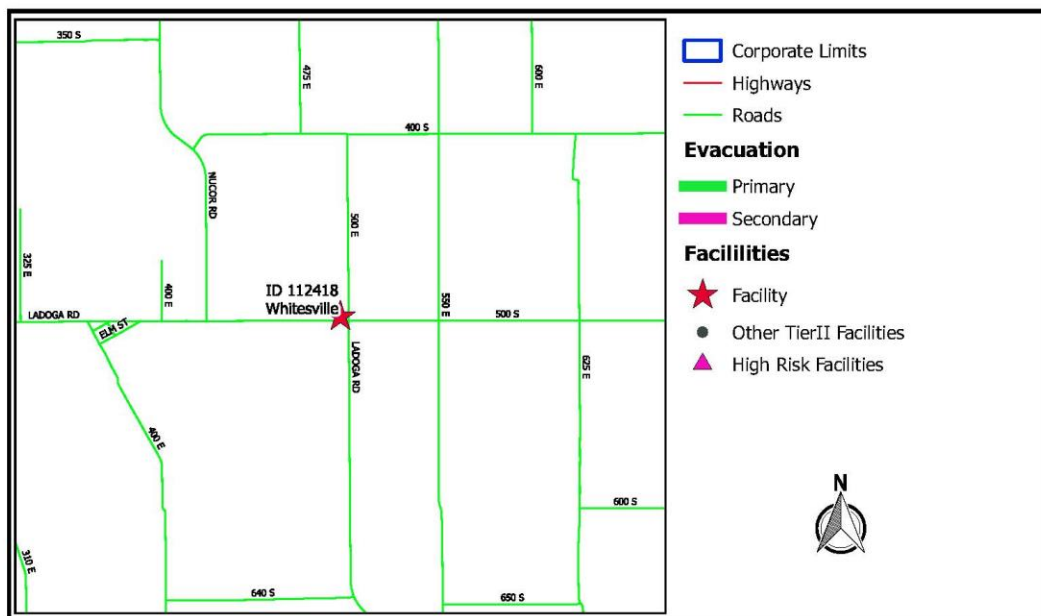 350 S
475 E
600 E
400 S
NUCOR RD
500 E
325 E
400 E
ID 112418
Whitesville
550 E
LADOGA RD
ELM ST
500 S
LADOGA RD
625 E
400 E
600 S
310 E
640 S
650 S
Corporate Limits
Highways
Roads
Evacuation
Primary
Secondary
Facililities
Facility
Other TierII Facilities
High Risk Facilities
N